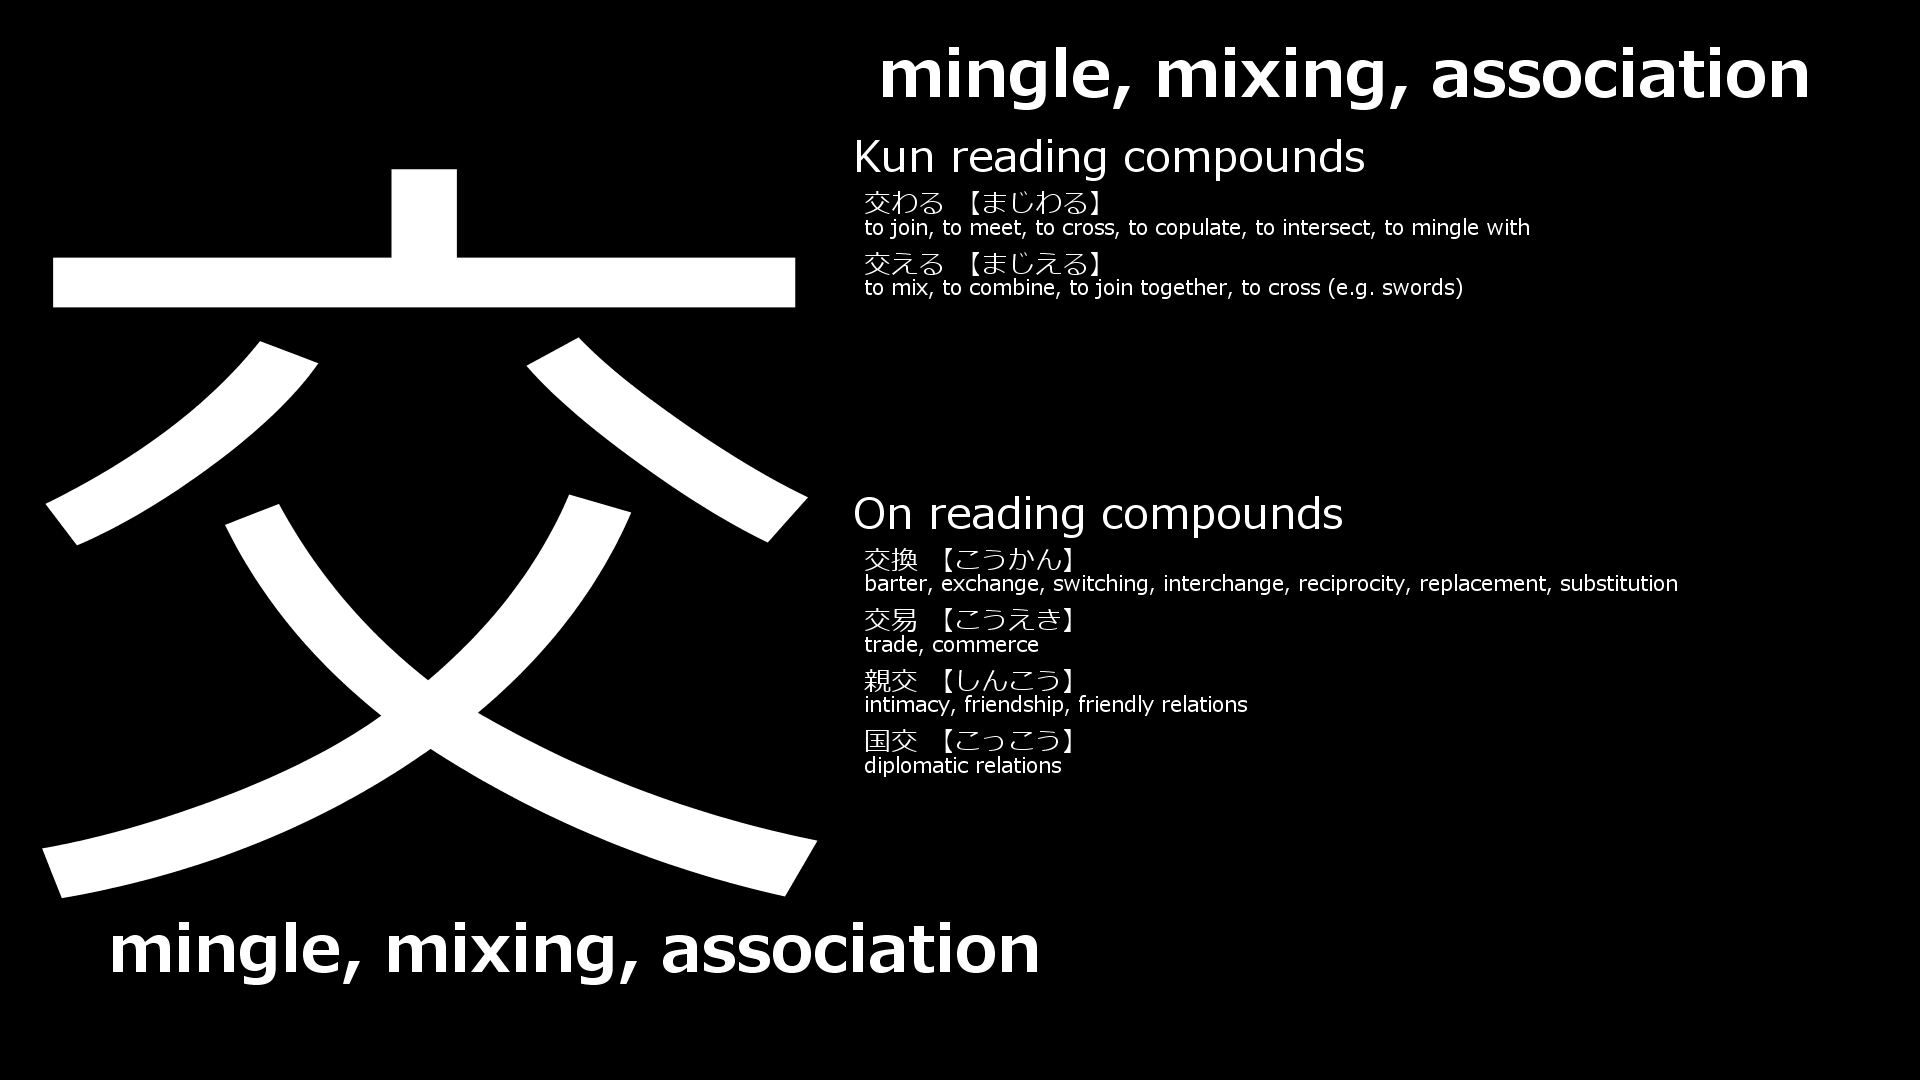 交
mingle, mixing, association
mingle, mixing, association
Kun reading compounds
交わる 【まじわる】
to join, to meet, to cross, to copulate, to intersect, to mingle with
交える 【まじえる】
to mix, to combine, to join together, to cross (e.g. swords)
On reading compounds
交換 【こうかん】
barter, exchange, switching, interchange, reciprocity, replacement, substitution
交易 【こうえき】
trade, commerce
親交 【しんこう】
intimacy, friendship, friendly relations
国交 【こっこう】
diplomatic relations